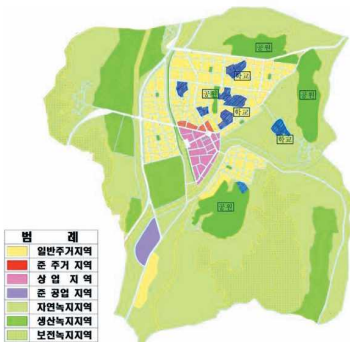 공원
학교
공원
공원
학교
학교
공원
범 례
일반주거지역
준 주거 지역
상 업 지 역
준 공업 지역
자연녹지지역
생산녹지지역
보전녹지지역